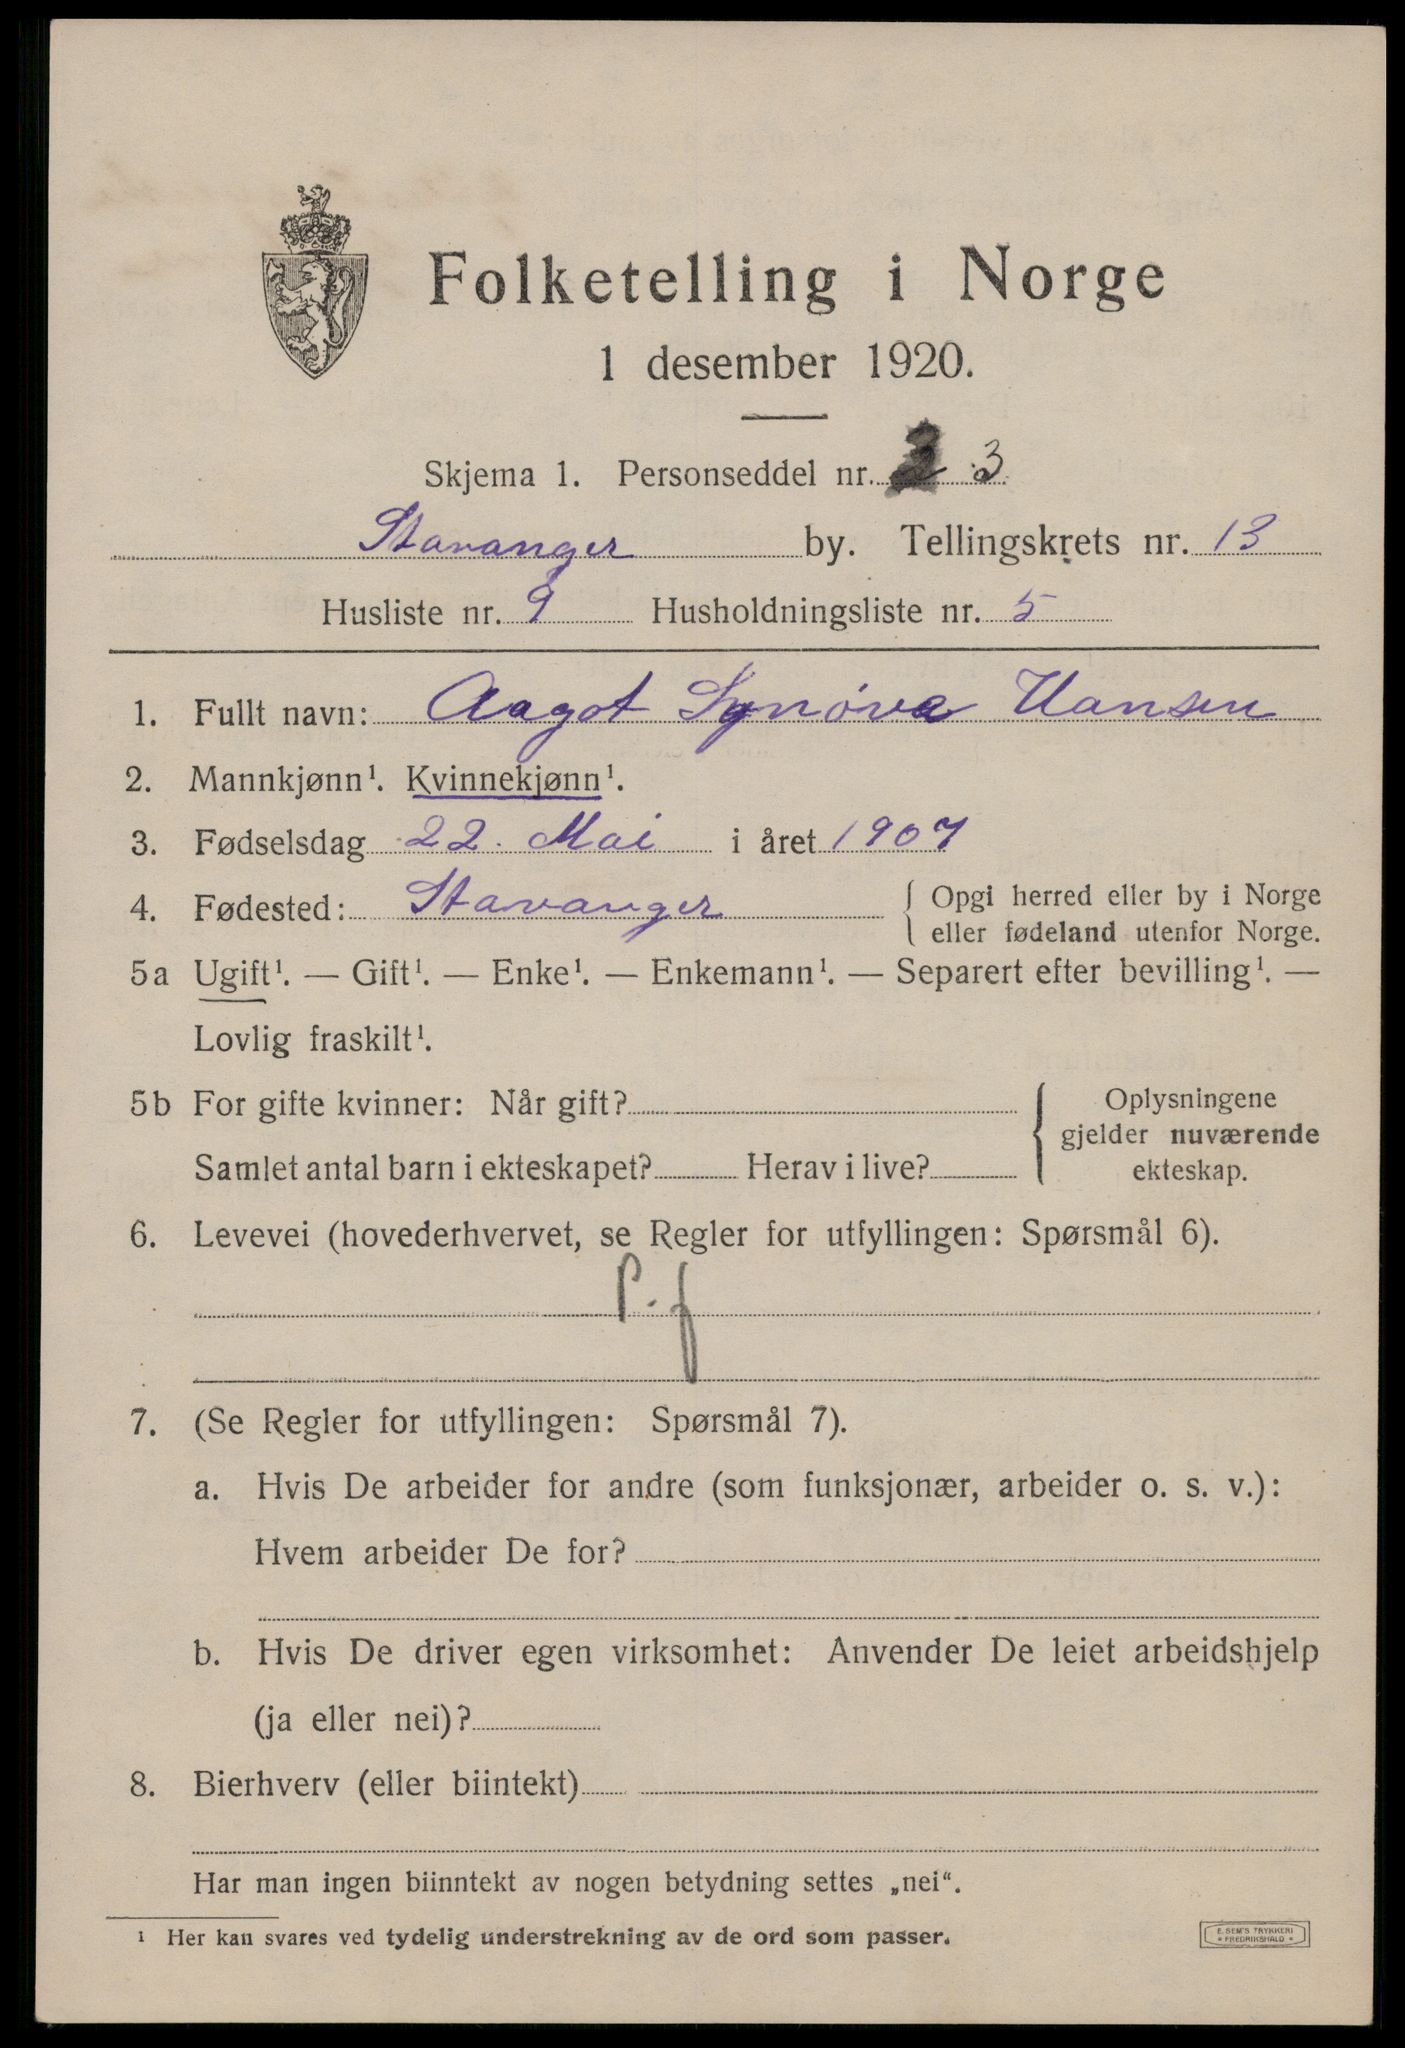 Folketelling i Norge
1 desember 1920.
Skjema 1. Personseddel nr. 3
Stavanger by. Tellingskrets nr. 13
Husliste nr. 9 Husholdningsliste nr. 5
1. Fullt navn: Aagot Synøva Hansen
2. Mannkjønn¹. Kvinnekjønn¹.
3. Fødselsdag 22. Mai i året 1907
4. Fødested: Stavanger { Opgi herred eller by i Norge
eller fødeland utenfor Norge.
5a Ugift¹. — Gift¹. — Enke¹. — Enkemann¹. — Separert efter bevilling¹. —
Lovlig fraskilt¹.
5b For gifte kvinner: Når gift? { Oplysningene
gjelder nuværende
Samlet antal barn i ekteskapet? Herav i live? ekteskap.
6. Levevei (hovederhvervet, se Regler for utfyllingen: Spørsmål 6).
P. f
7. (Se Regler for utfyllingen: Spørsmål 7).
a. Hvis De arbeider for andre (som funksjonær, arbeider o. s. v.):
Hvem arbeider De for?
b. Hvis De driver egen virksomhet: Anvender De leiet arbeidshjelp
(ja eller nei)?
8. Bierhverv (eller biintekt)
Har man ingen biinntekt av nogen betydning settes „nei“.
¹ Her kan svares ved tydelig understrekning av de ord som passer.
E. SEM'S TRYKKERI
FREDRIKSHALD